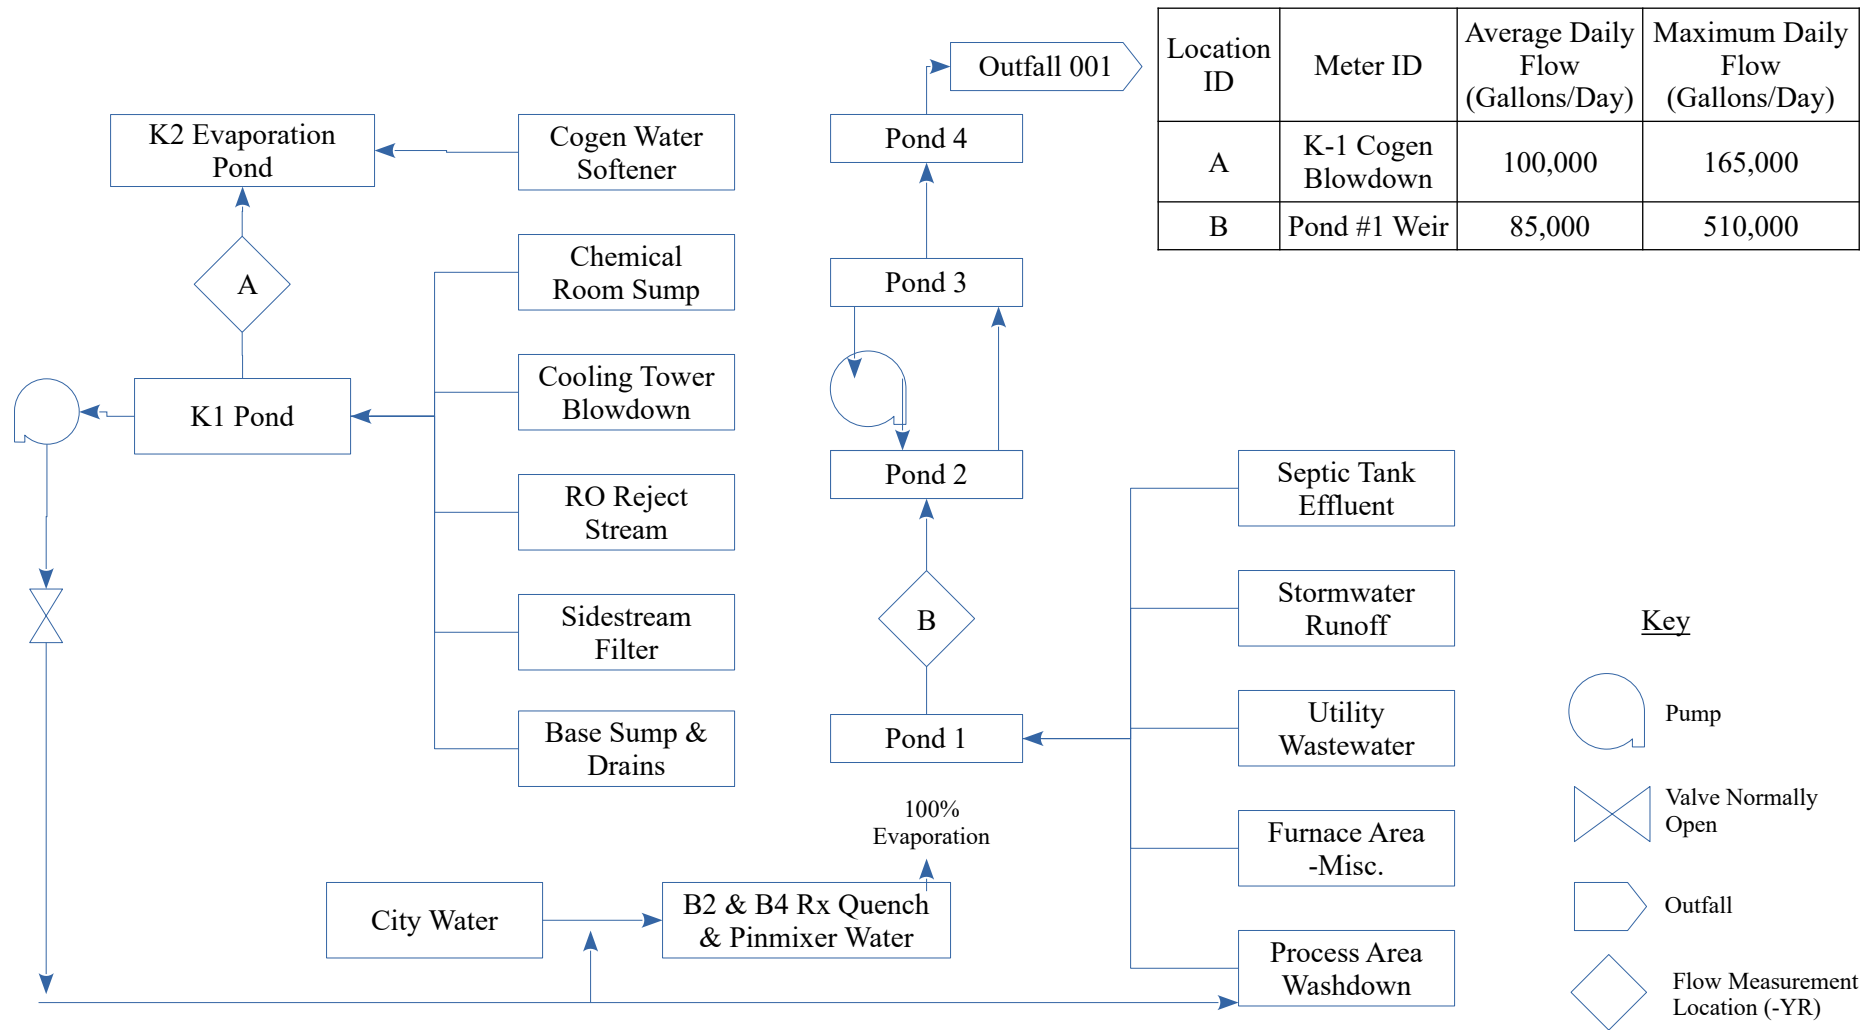 Outfall 001
Location
ID
Meter ID
Average Daily
Flow
(Gallons/Day)
Maximum Daily
Flow
(Gallons/Day)
A
K-1 Cogen
Blowdown
100,000
165,000
B
Pond #1 Weir
85,000
510,000
K2 Evaporation
Pond
Cogen Water
Softener
Pond 4
A
Chemical
Room Sump
Pond 3
K1 Pond
Cooling Tower
Blowdown
Pond 2
RO Reject
Stream
Septic Tank
Effluent
Sidestream
Filter
B
Stormwater
Runoff
Base Sump &
Drains
Pond 1
Utility
Wastewater
100%
Evaporation
Furnace Area
-Misc.
City Water
B2 & B4 Rx Quench
& Pinmixer Water
Process Area
Washdown
Key
Pump
Valve Normally
Open
Outfall
Flow Measurement
Location (-YR)